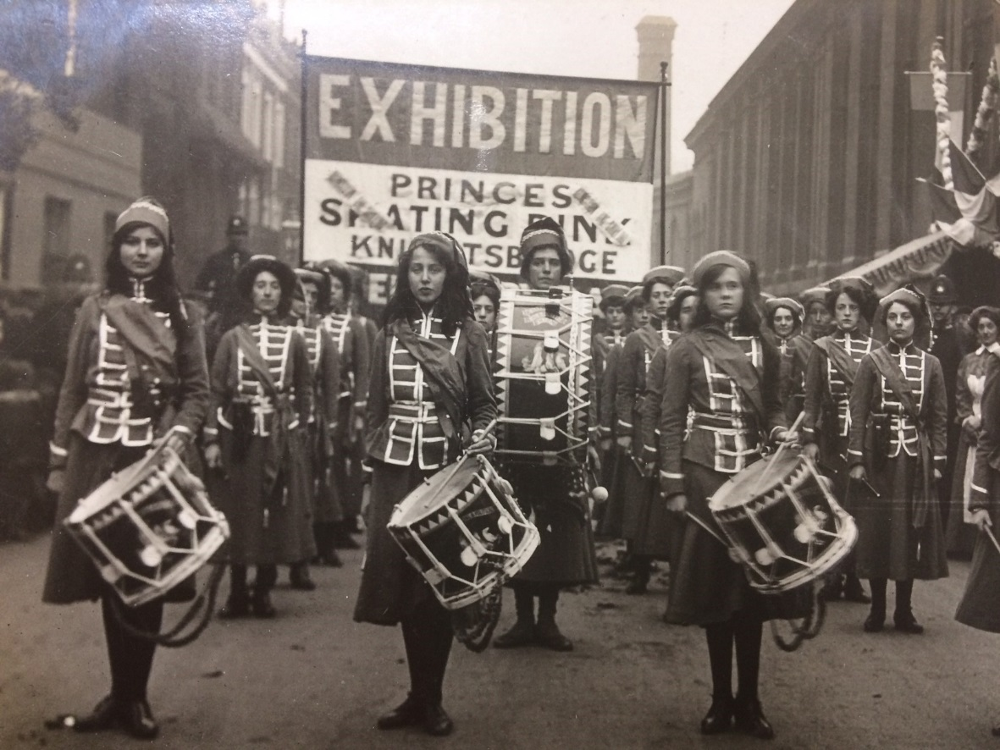 EXHIBITION
PRINCES
SKATING RINK
KNIGHTSBRIDGE